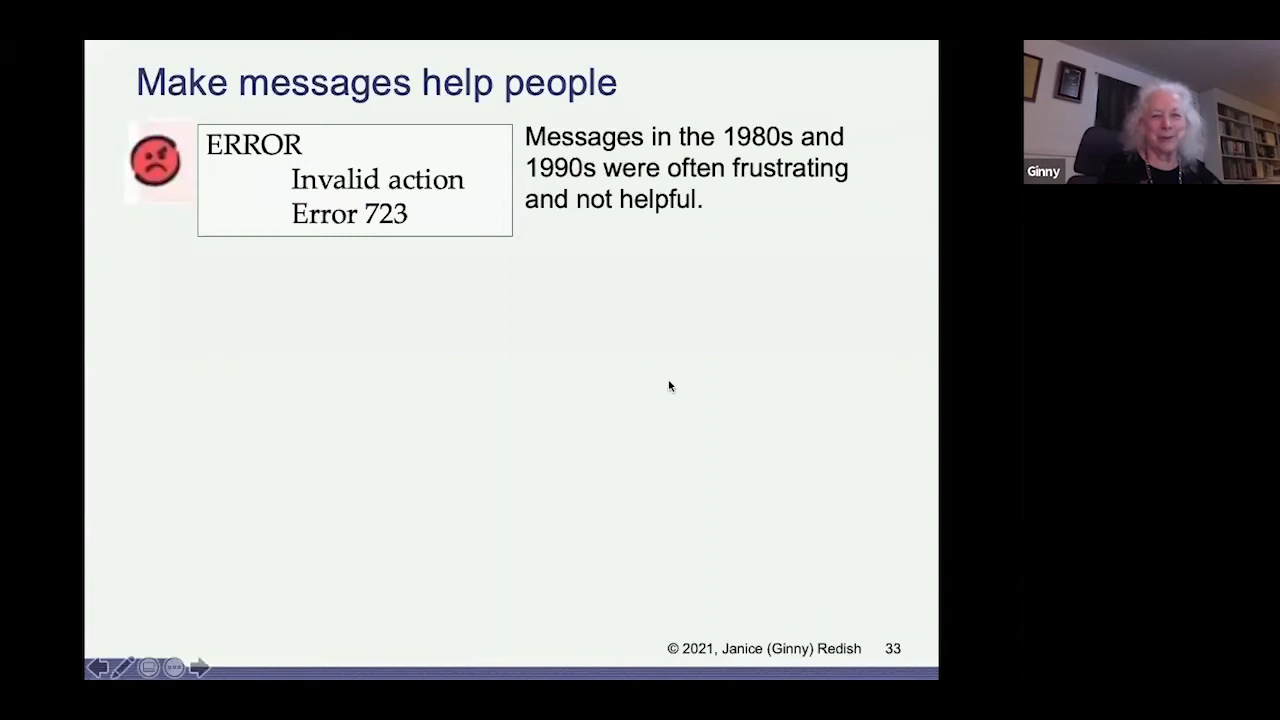 Make messages help people
ERROR
Invalid action
Error 723
Messages in the 1980s and
1990s were often frustrating
and not helpful.
Ginny
© 2021, Janice (Ginny) Redish 33